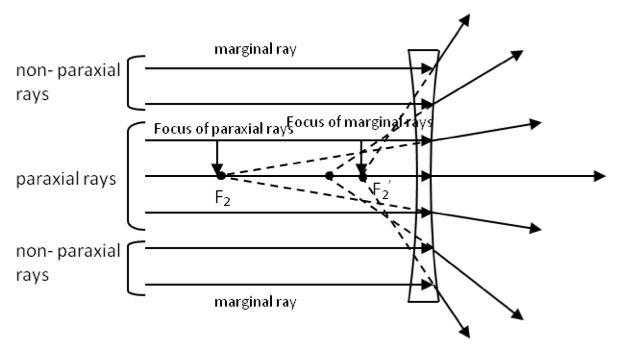 marginal ray
non- paraxial
rays
Focus of paraxial rays
Focus of marginal rays
paraxial rays
F₂
F₂′
non- paraxial
rays
marginal ray